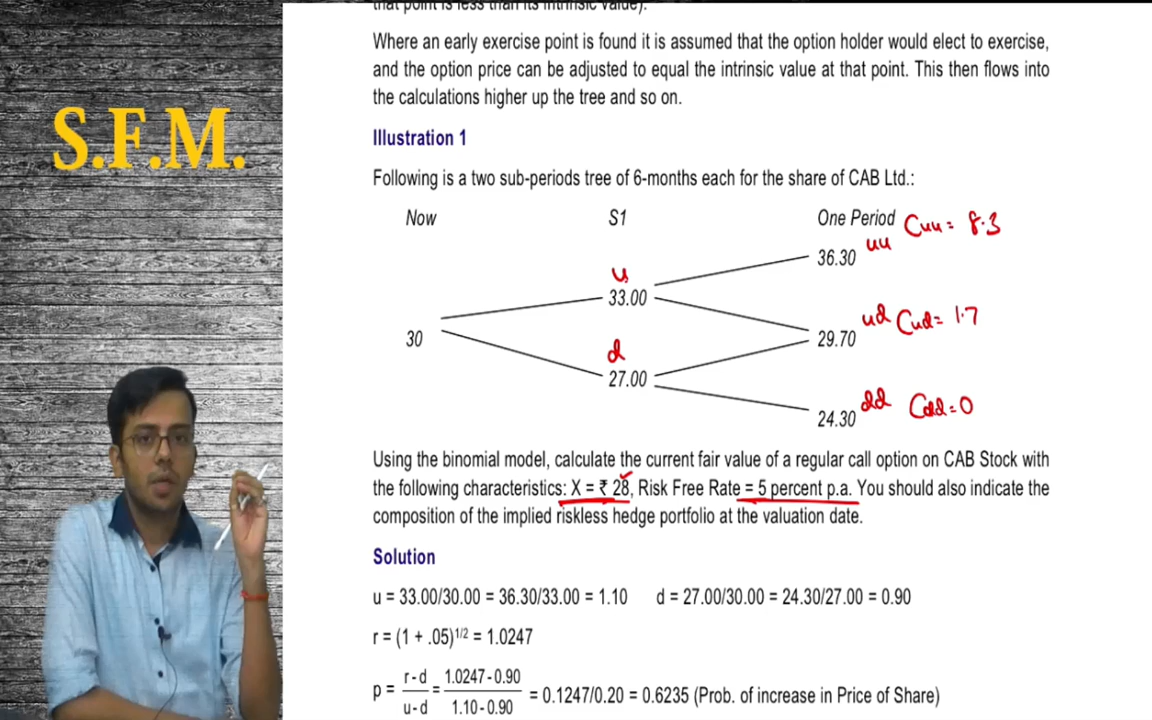 S.F.M.
that point is less than its intrinsic value).
Where an early exercise point is found it is assumed that the option holder would elect to exercise,
and the option price can be adjusted to equal the intrinsic value at that point. This then flows into
the calculations higher up the tree and so on.
Illustration 1
Following is a two sub-periods tree of 6-months each for the share of CAB Ltd.:
Now S1 One Period Cuu = 8.3
uu
36.30
u
33.00
ud Cud = 1.7
30 29.70
d
27.00
dd Cdd = 0
24.30
Using the binomial model, calculate the current fair value of a regular call option on CAB Stock with
the following characteristics: X = ₹ 28, Risk Free Rate = 5 percent p.a. You should also indicate the
composition of the implied riskless hedge portfolio at the valuation date.
Solution
u = 33.00/30.00 = 36.30/33.00 = 1.10 d = 27.00/30.00 = 24.30/27.00 = 0.90
r = (1 + .05)^1/2 = 1.0247
p = r - d / u - d = 1.0247 - 0.90 / 1.10 - 0.90 = 0.1247/0.20 = 0.6235 (Prob. of increase in Price of Share)